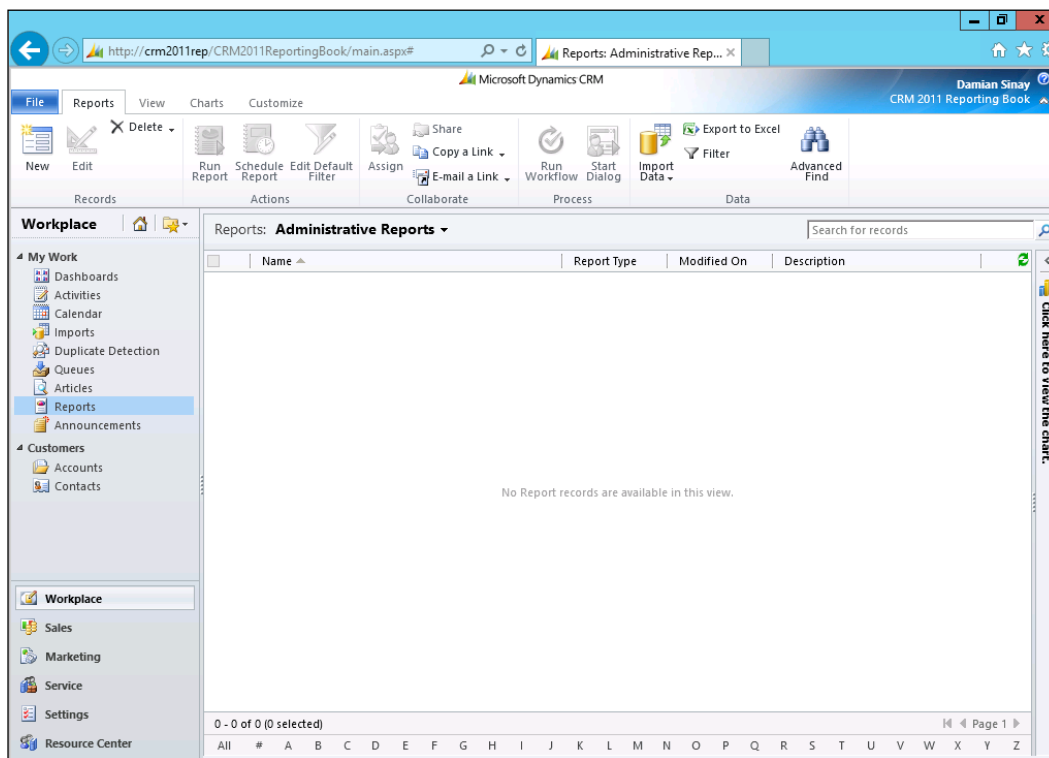 http://crm2011rep/CRM2011ReportingBook/main.aspx#
Reports: Administrative Rep...
Microsoft Dynamics CRM
Damian Sinay
CRM 2011 Reporting Book
File Reports View Charts Customize
New
Edit
Delete
Records
Run Report
Schedule Report
Edit Default Filter
Actions
Assign
Share
Copy a Link
E-mail a Link
Collaborate
Run Workflow
Start Dialog
Process
Import Data
Export to Excel
Filter
Advanced Find
Data
Workplace
My Work
Dashboards
Activities
Calendar
Imports
Duplicate Detection
Queues
Articles
Reports
Announcements
Customers
Accounts
Contacts
Workplace
Sales
Marketing
Service
Settings
Resource Center
Reports: Administrative Reports
Search for records
Name Report Type Modified On Description
No Report records are available in this view.
Click here to view the chart.
0 - 0 of 0 (0 selected) Page 1
All # A B C D E F G H I J K L M N O P Q R S T U V W X Y Z